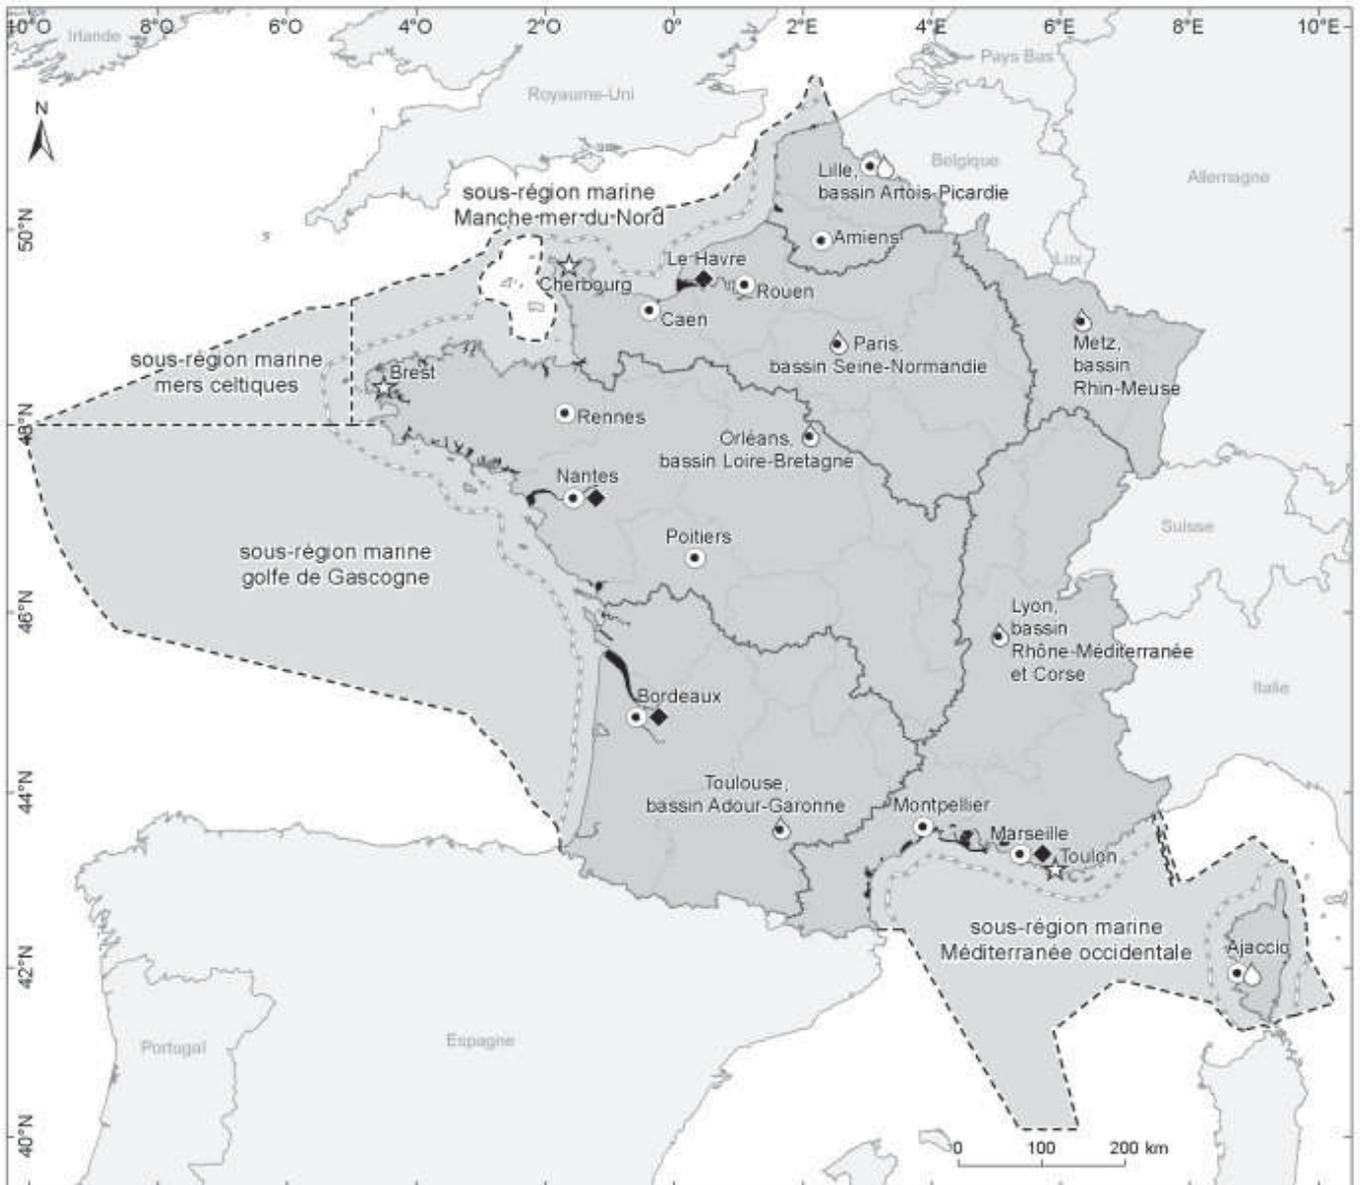 10°O 8°O 6°O 4°O 2°O 0° 2°E 4°E 6°E 8°E 10°E
Irlande
Pays Bas
N
Royaume-Uni
Belgique
Allemagne
Lille,
bassin Artois-Picardie
sous-région marine
Manche-mer-du-Nord
50°N
Amiens
Lux
Le Havre
Cherbourg
Rouen
Caen
Paris,
bassin Seine-Normandie
Metz,
bassin
Rhin-Meuse
sous-région marine
mers celtiques
Brest
48°N
Rennes
Orléans,
bassin Loire-Bretagne
Nantes
Suisse
Poitiers
sous-région marine
golfe de Gascogne
46°N
Lyon,
bassin
Rhône-Méditerranée
et Corse
Italie
Bordeaux
44°N
Toulouse,
bassin Adour-Garonne
Montpellier
Marseille
Toulon
sous-région marine
Méditerranée occidentale
Ajaccio
42°N
Portugal
Espagne
40°N
0 100 200 km